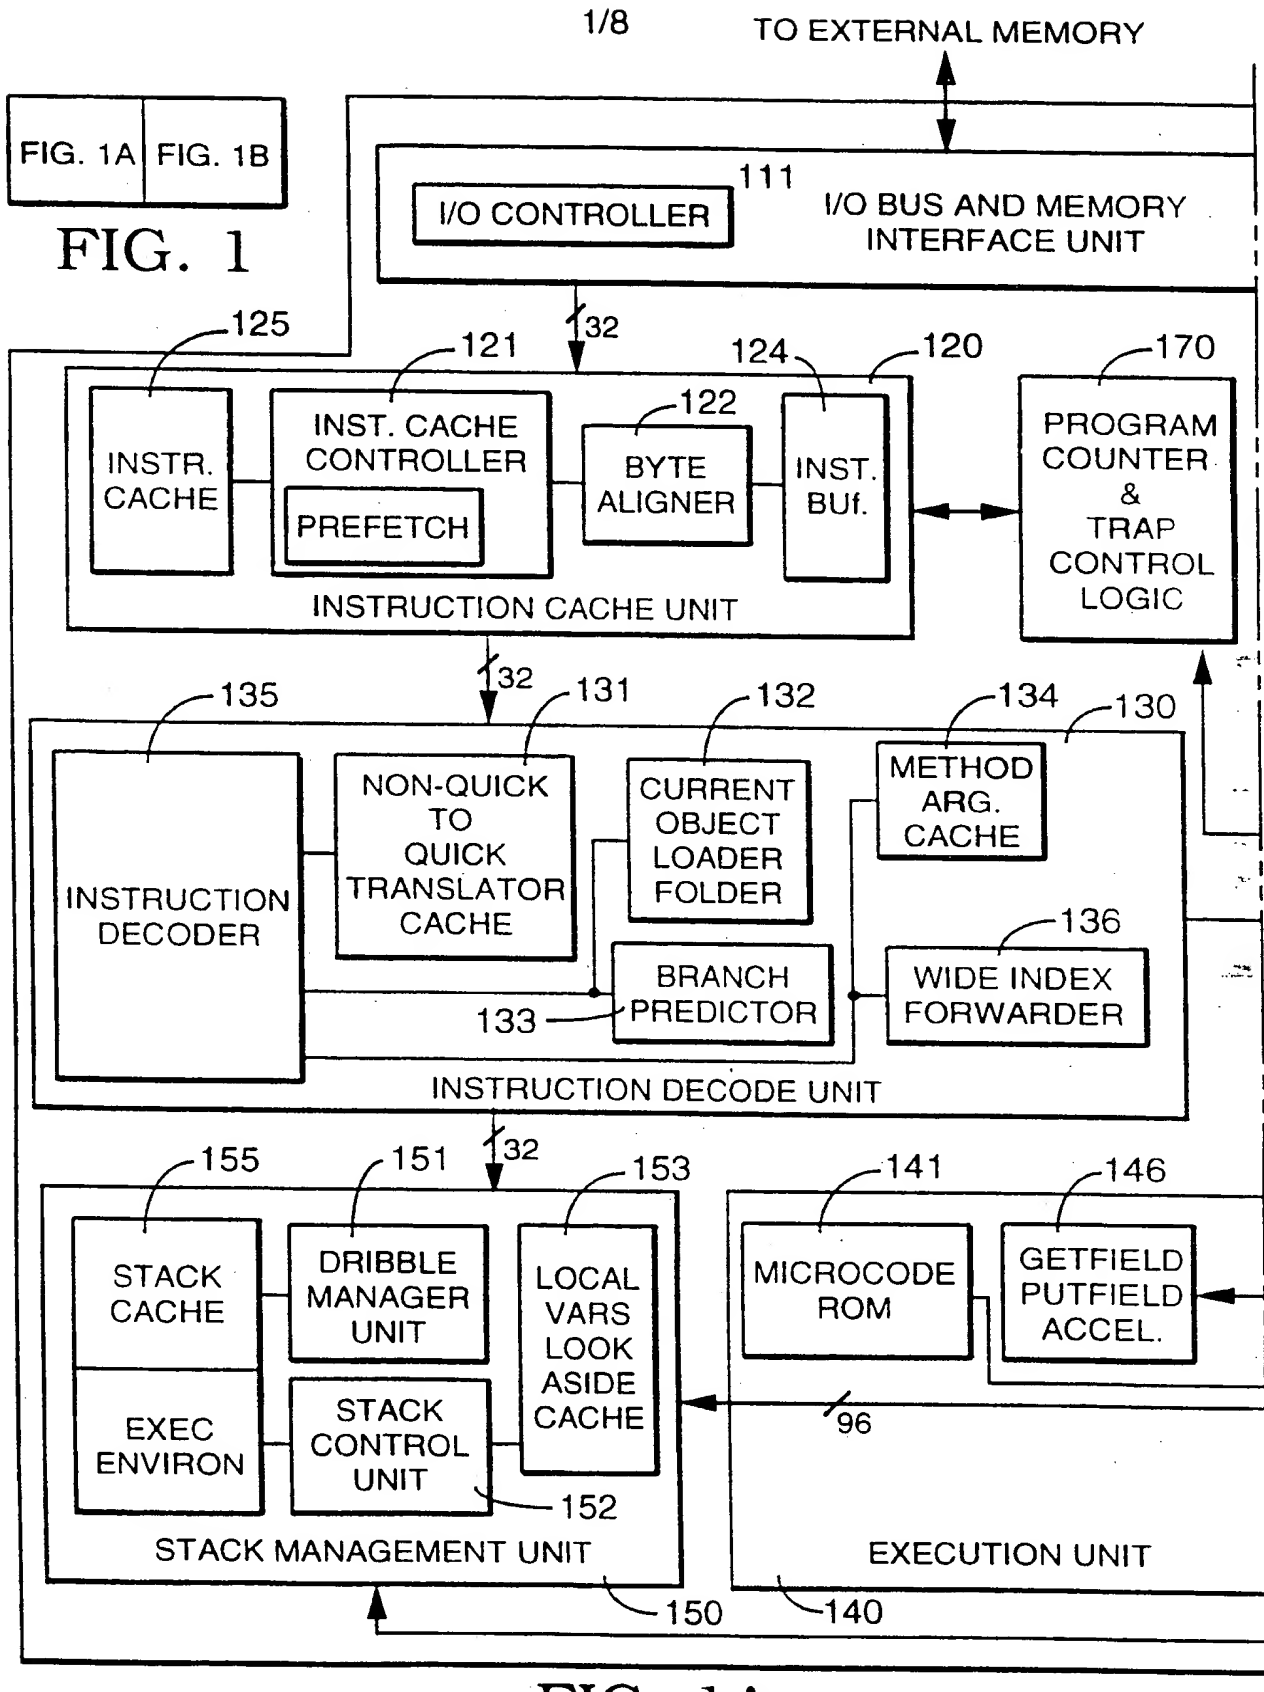 1/8
TO EXTERNAL MEMORY
FIG. 1A FIG. 1B
FIG. 1
111
I/O CONTROLLER
I/O BUS AND MEMORY
INTERFACE UNIT
32
125
121
124
120
170
122
INSTR.
CACHE
INST. CACHE
CONTROLLER
PREFETCH
BYTE
ALIGNER
INST.
BUf.
PROGRAM
COUNTER
&
TRAP
CONTROL
LOGIC
INSTRUCTION CACHE UNIT
32
135
131
132
134
130
INSTRUCTION
DECODER
NON-QUICK
TO
QUICK
TRANSLATOR
CACHE
CURRENT
OBJECT
LOADER
FOLDER
METHOD
ARG.
CACHE
136
BRANCH
PREDICTOR
133
WIDE INDEX
FORWARDER
INSTRUCTION DECODE UNIT
32
155
151
153
141
146
STACK
CACHE
DRIBBLE
MANAGER
UNIT
LOCAL
VARS
LOOK
ASIDE
CACHE
MICROCODE
ROM
GETFIELD
PUTFIELD
ACCEL.
EXEC
ENVIRON
STACK
CONTROL
UNIT
96
152
STACK MANAGEMENT UNIT
EXECUTION UNIT
150
140